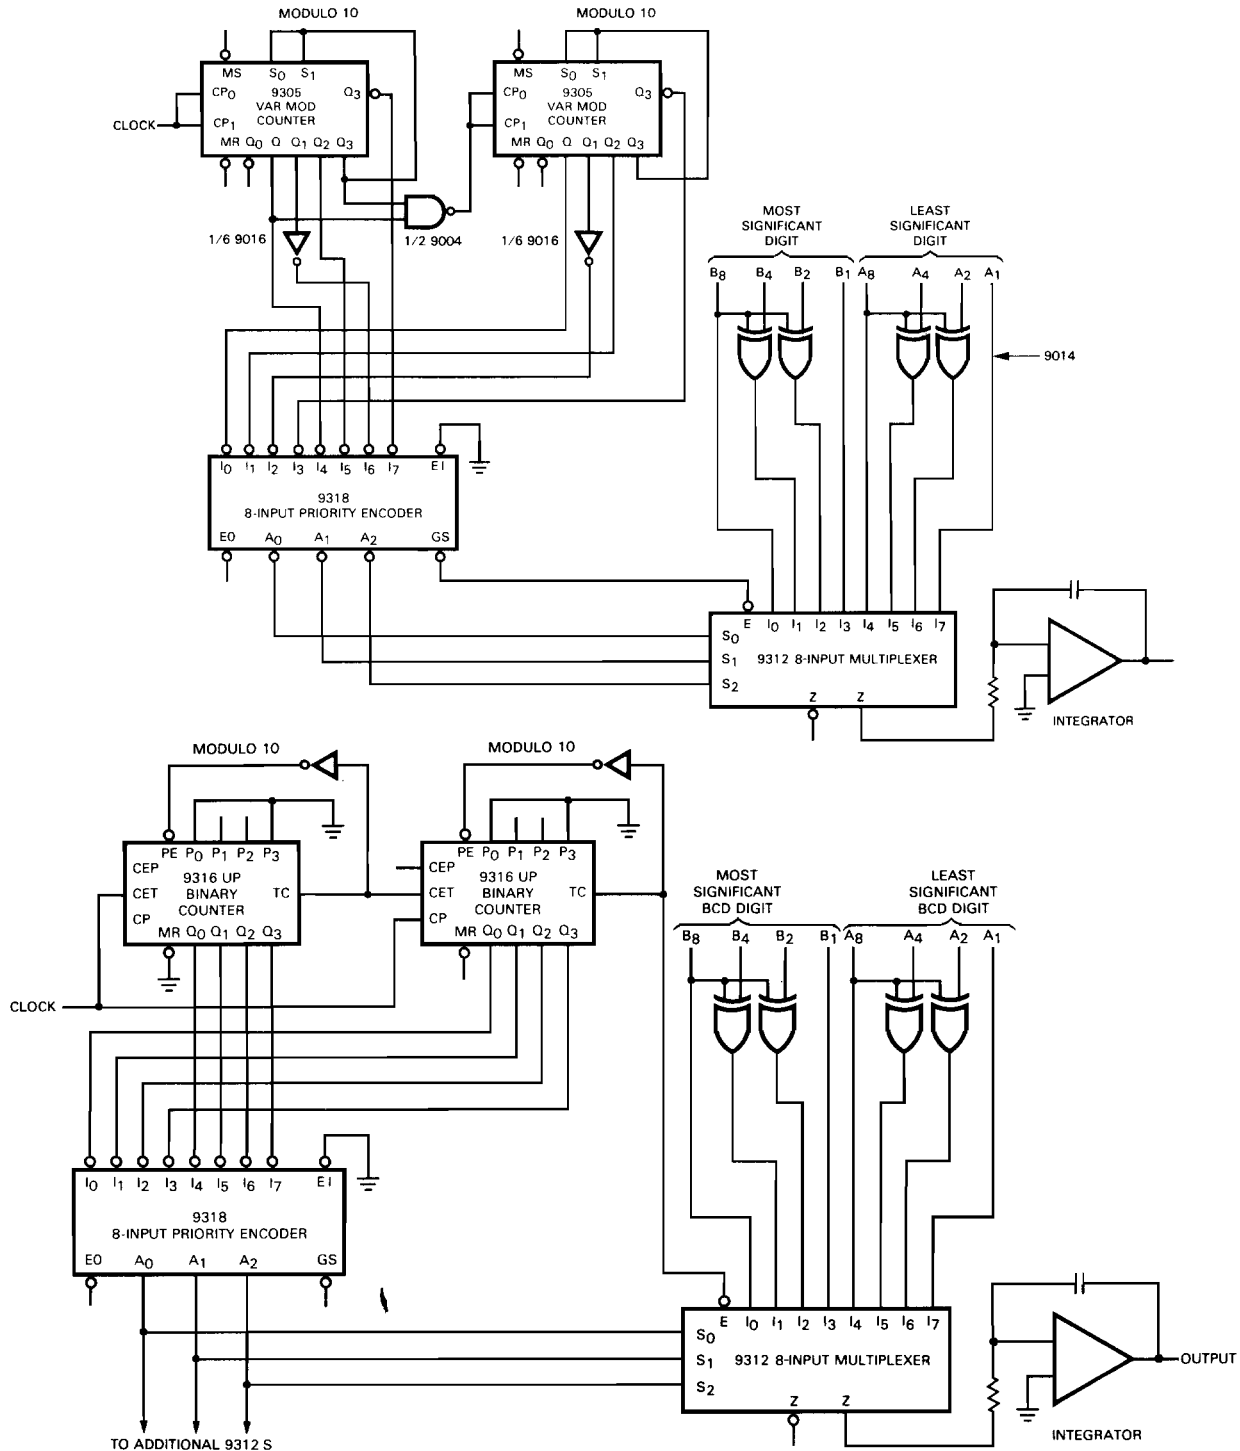 MODULO 10 MODULO 10
MS S0 S1 MS S0 S1
CP0 9305 Q3 CP0 9305 Q3
VAR MOD VAR MOD
CLOCK CP1 COUNTER CP1 COUNTER
MR Q0 Q Q1 Q2 Q3 MR Q0 Q Q1 Q2 Q3
1/6 9016 1/2 9004 1/6 9016
MOST LEAST
SIGNIFICANT SIGNIFICANT
DIGIT DIGIT
B8 B4 B2 B1 A8 A4 A2 A1
9014
I0 I1 I2 I3 I4 I5 I6 I7 EI
9318
8-INPUT PRIORITY ENCODER
EO A0 A1 A2 GS
E I0 I1 I2 I3 I4 I5 I6 I7
S0
S1 9312 8-INPUT MULTIPLEXER
S2
Z Z
INTEGRATOR
MODULO 10 MODULO 10
PE P0 P1 P2 P3 PE P0 P1 P2 P3
CEP 9316 UP CEP 9316 UP
CET BINARY TC CET BINARY TC
CP COUNTER CP COUNTER
MR Q0 Q1 Q2 Q3 MR Q0 Q1 Q2 Q3
MOST LEAST
SIGNIFICANT SIGNIFICANT
BCD DIGIT BCD DIGIT
B8 B4 B2 B1 A8 A4 A2 A1
CLOCK
I0 I1 I2 I3 I4 I5 I6 I7 EI
9318
8-INPUT PRIORITY ENCODER
EO A0 A1 A2 GS
E I0 I1 I2 I3 I4 I5 I6 I7
S0
S1 9312 8-INPUT MULTIPLEXER
S2
Z Z
OUTPUT
INTEGRATOR
TO ADDITIONAL 9312 S